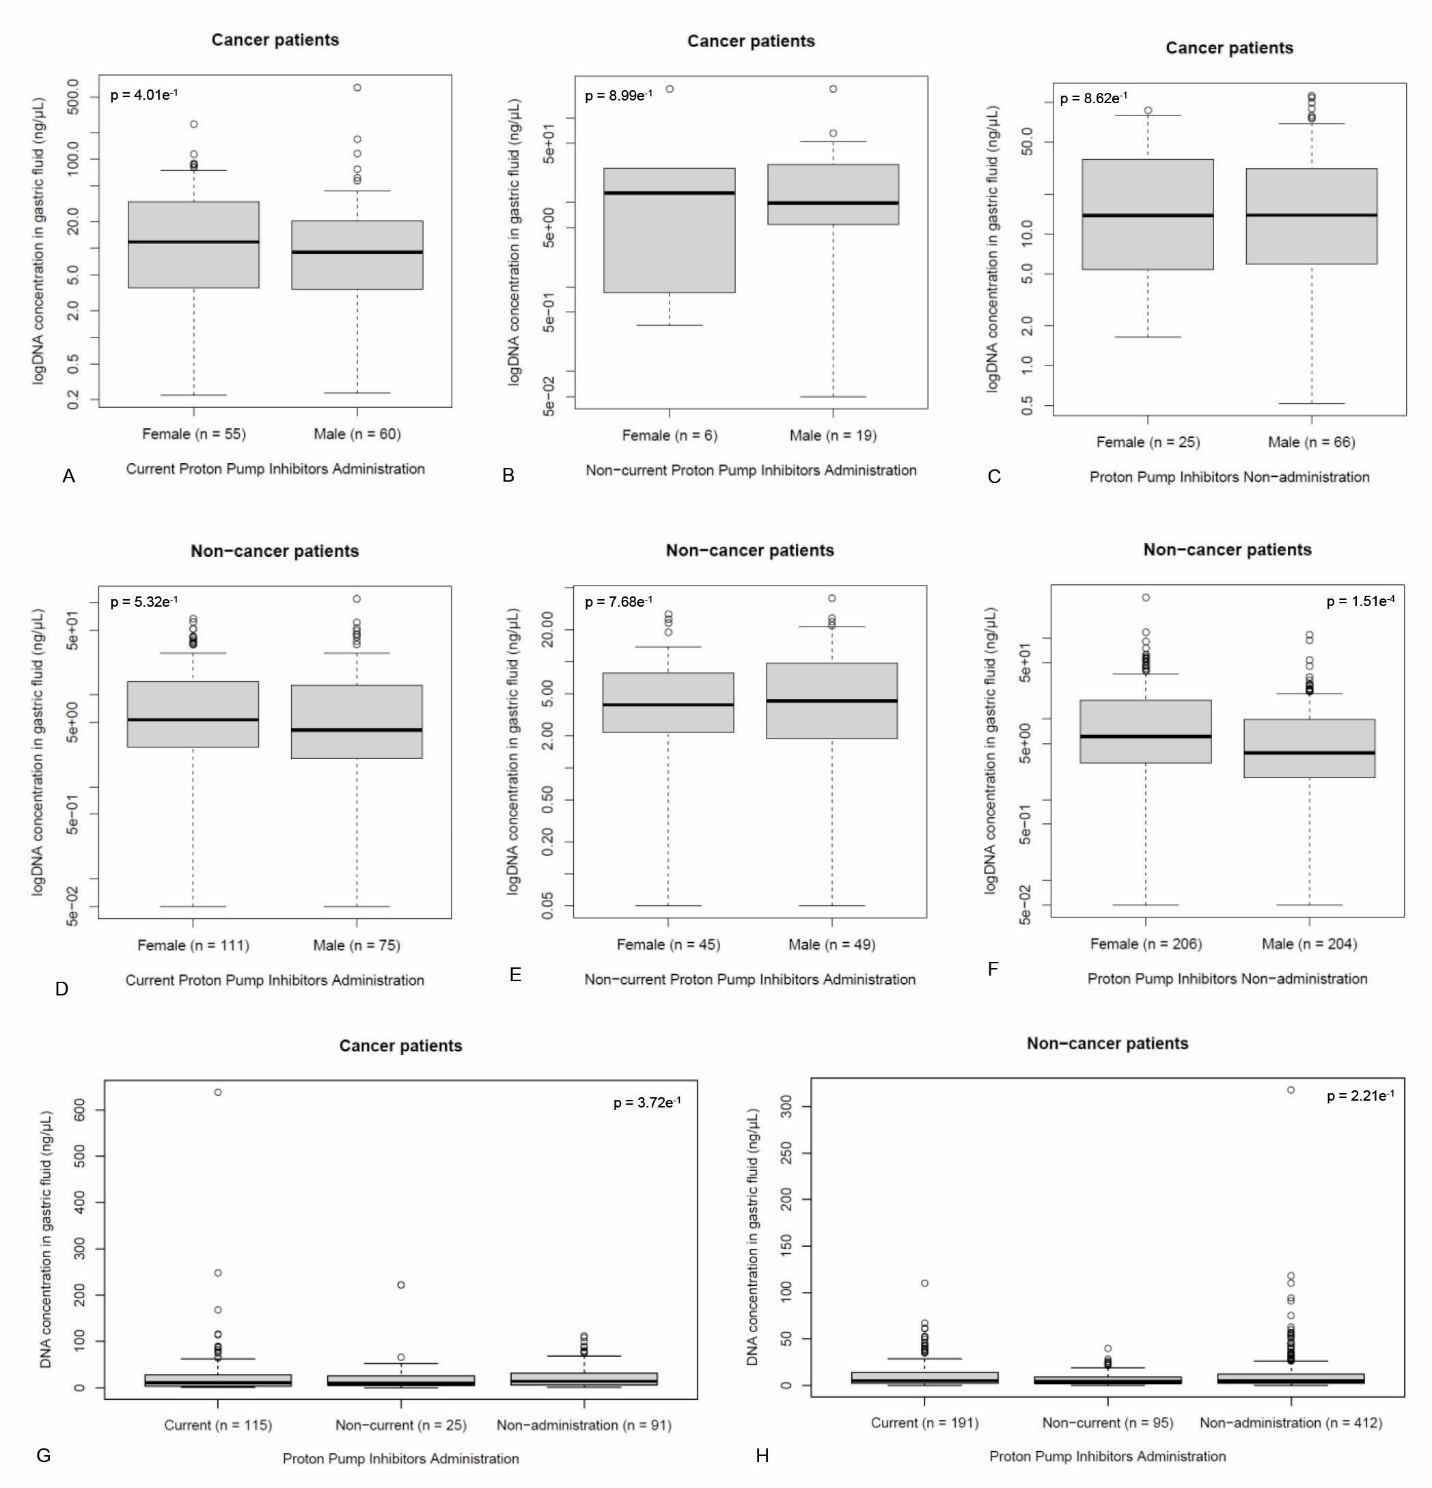 Cancer patients
p = 4.01e-1
logDNA concentration in gastric fluid (ng/µL)
500.0
100.0
20.0
5.0
2.0
0.5
0.2
Female (n = 55)
Male (n = 60)
Current Proton Pump Inhibitors Administration
A
Cancer patients
p = 8.99e-1
logDNA concentration in gastric fluid (ng/µL)
5e+01
5e+00
5e−01
5e−02
Female (n = 6)
Male (n = 19)
Non−current Proton Pump Inhibitors Administration
B
Cancer patients
p = 8.62e-1
logDNA concentration in gastric fluid (ng/µL)
50.0
10.0
5.0
2.0
1.0
0.5
Female (n = 25)
Male (n = 66)
Proton Pump Inhibitors Non−administration
C
Non−cancer patients
p = 5.32e-1
logDNA concentration in gastric fluid (ng/µL)
5e+01
5e+00
5e−01
5e−02
Female (n = 111)
Male (n = 75)
Current Proton Pump Inhibitors Administration
D
Non−cancer patients
p = 7.68e-1
logDNA concentration in gastric fluid (ng/µL)
20.00
5.00
2.00
0.50
0.20
0.05
Female (n = 45)
Male (n = 49)
Non−current Proton Pump Inhibitors Administration
E
Non−cancer patients
p = 1.51e-4
logDNA concentration in gastric fluid (ng/µL)
5e+01
5e+00
5e−01
5e−02
Female (n = 206)
Male (n = 204)
Proton Pump Inhibitors Non−administration
F
Cancer patients
p = 3.72e-1
DNA concentration in gastric fluid (ng/µL)
600
500
400
300
200
100
0
Current (n = 115)
Non−current (n = 25)
Non−administration (n = 91)
Proton Pump Inhibitors Administration
G
Non−cancer patients
p = 2.21e-1
DNA concentration in gastric fluid (ng/µL)
300
250
200
150
100
50
0
Current (n = 191)
Non−current (n = 95)
Non−administration (n = 412)
Proton Pump Inhibitors Administration
H